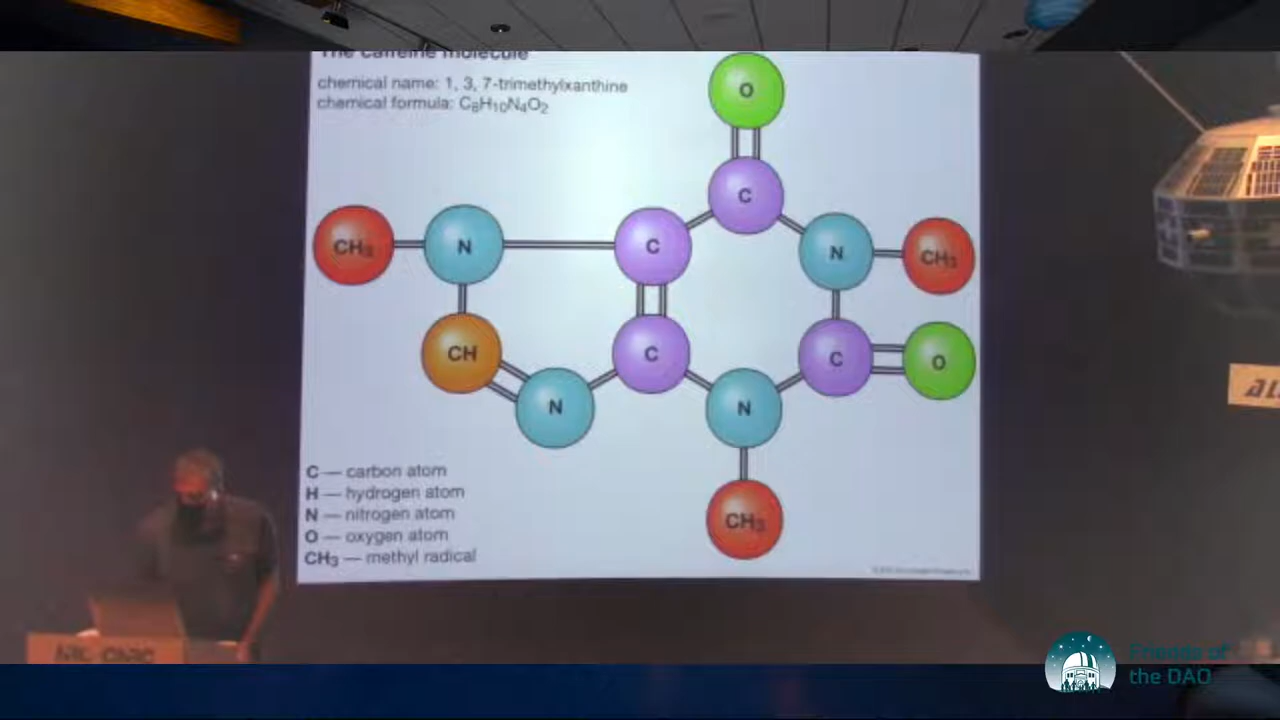 The caffeine molecule
chemical name: 1, 3, 7-trimethylxanthine
chemical formula: C₈H₁₀N₄O₂
O
C
CH₃ N C N CH₃
CH C C O
N N
CH₃
C — carbon atom
H — hydrogen atom
N — nitrogen atom
O — oxygen atom
CH₃ — methyl radical
Friends of
the DAO